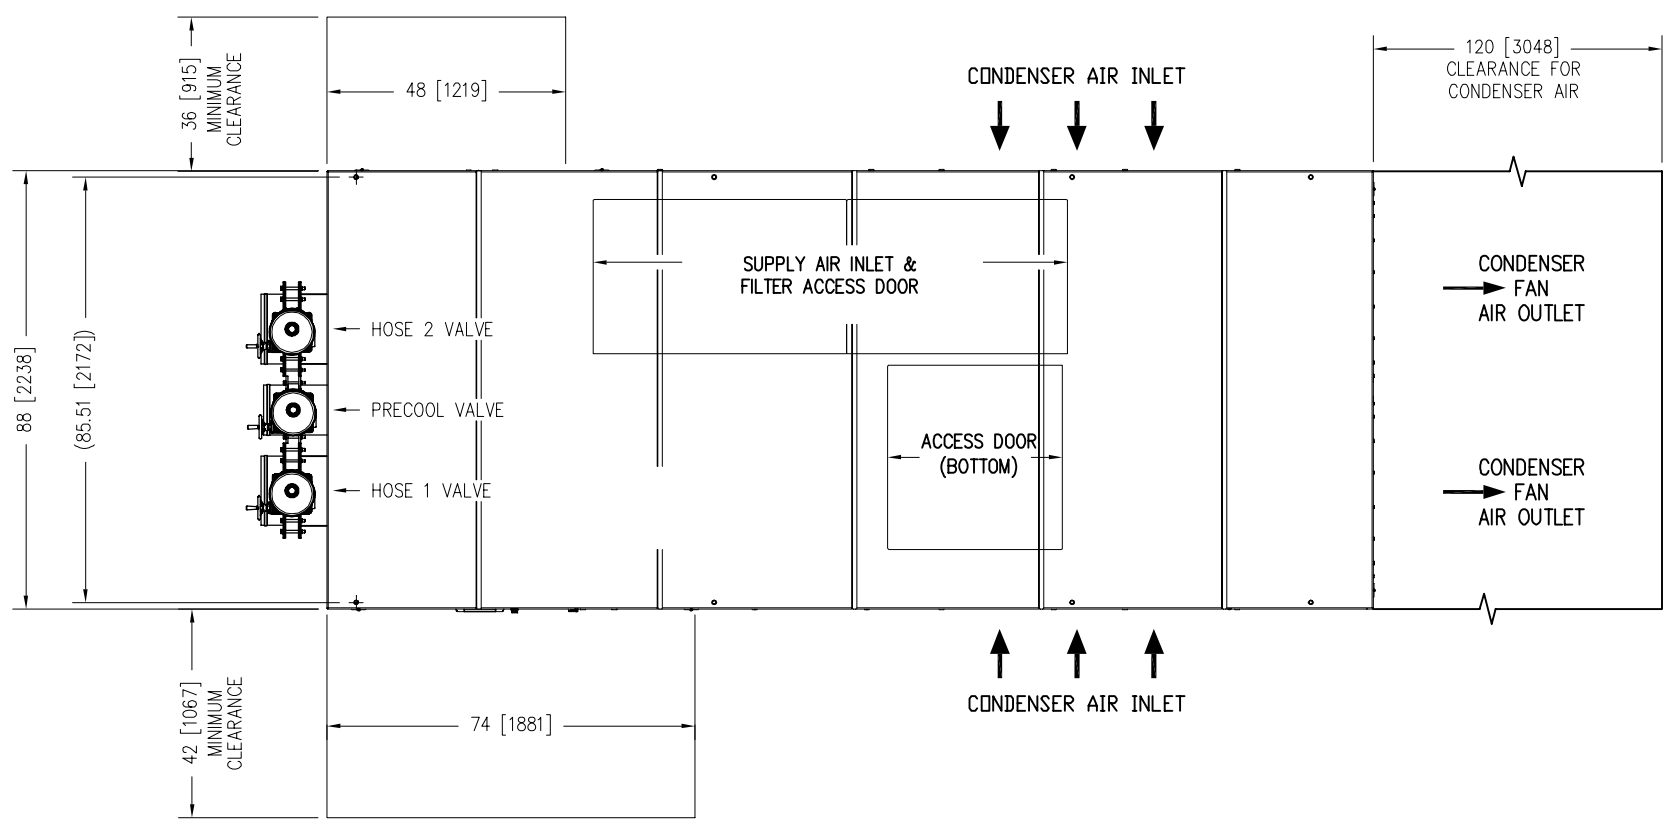 36 [915]
MINIMUM
CLEARANCE
48 [1219]
CONDENSER AIR INLET
120 [3048]
CLEARANCE FOR
CONDENSER AIR
88 [2238]
(85.51 [2172])
HOSE 2 VALVE
PRECOOL VALVE
HOSE 1 VALVE
SUPPLY AIR INLET &
FILTER ACCESS DOOR
ACCESS DOOR
(BOTTOM)
CONDENSER
FAN
AIR OUTLET
CONDENSER
FAN
AIR OUTLET
42 [1067]
MINIMUM
CLEARANCE
74 [1881]
CONDENSER AIR INLET